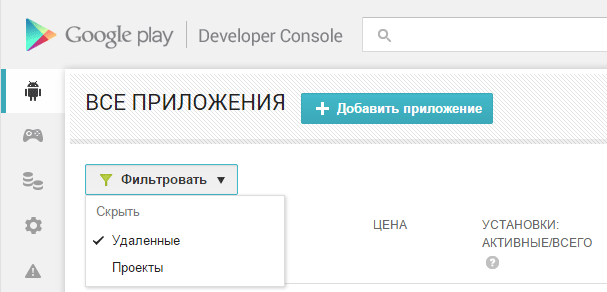 Google play Developer Console
ВСЕ ПРИЛОЖЕНИЯ
Добавить приложение
Фильтровать
Скрыть
Удаленные
Проекты
ЦЕНА
УСТАНОВКИ:
АКТИВНЫЕ/ВСЕГО
?